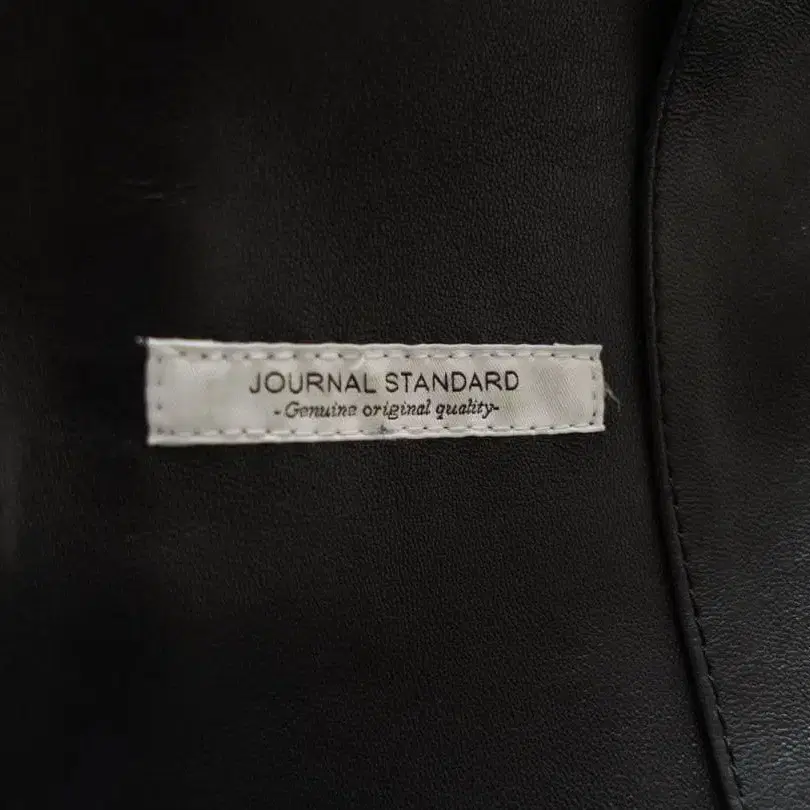 JOURNAL STANDARD
-Genuine original quality-